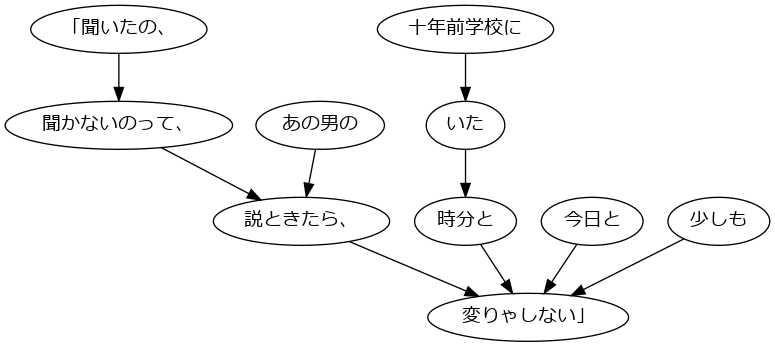 「聞いたの、
十年前学校に
聞かないのって、
あの男の
いた
説ときたら、
時分と
今日と
少しも
変りゃしない」